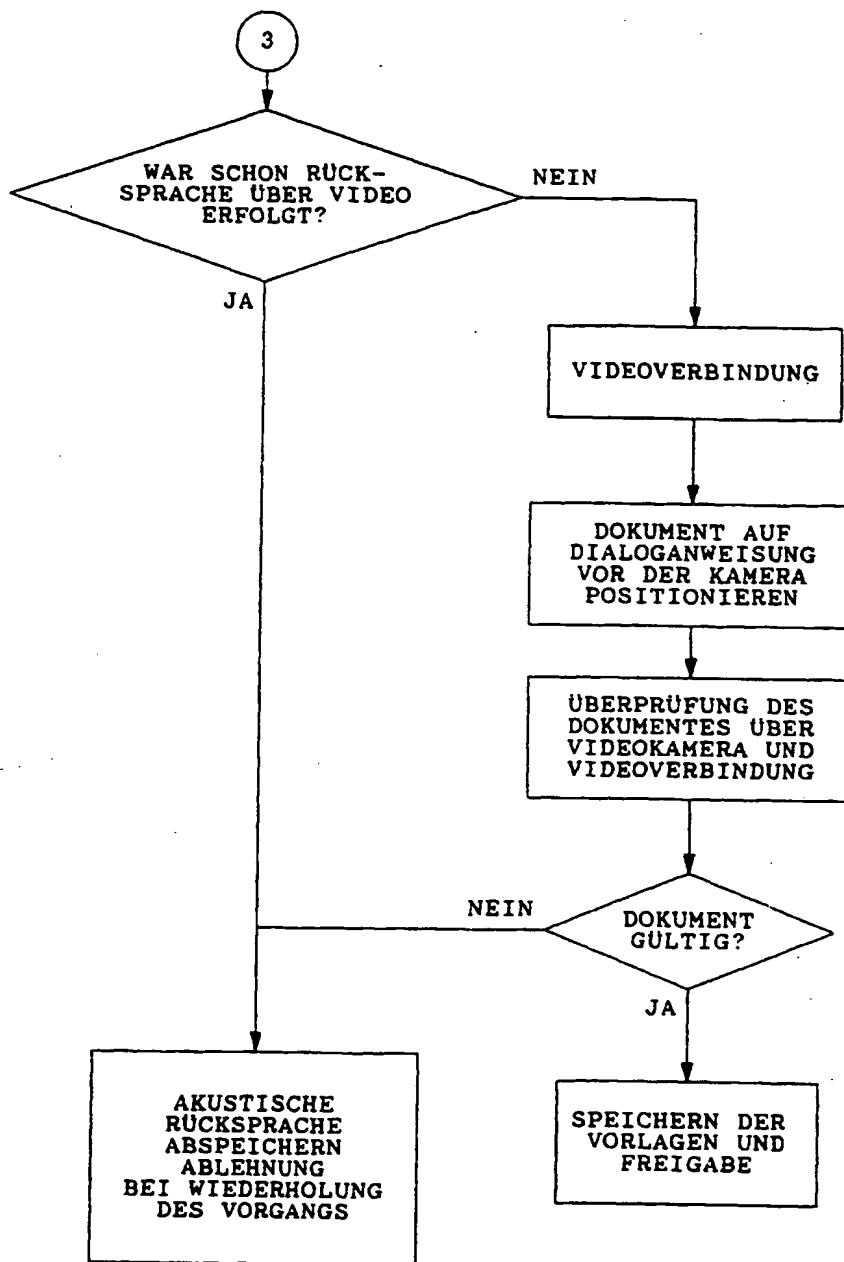 3
WAR SCHON RÜCK-
SPRACHE ÜBER VIDEO
ERFOLGT?
NEIN
JA
VIDEOVERBINDUNG
DOKUMENT AUF
DIALOGANWEISUNG
VOR DER KAMERA
POSITIONIEREN
ÜBERPRÜFUNG DES
DOKUMENTES ÜBER
VIDEOKAMERA UND
VIDEOVERBINDUNG
NEIN
DOKUMENT
GÜLTIG?
JA
AKUSTISCHE
RÜCKSPRACHE
ABSPEICHERN
ABLEHNUNG
BEI WIEDERHOLUNG
DES VORGANGS
SPEICHERN DER
VORLAGEN UND
FREIGABE